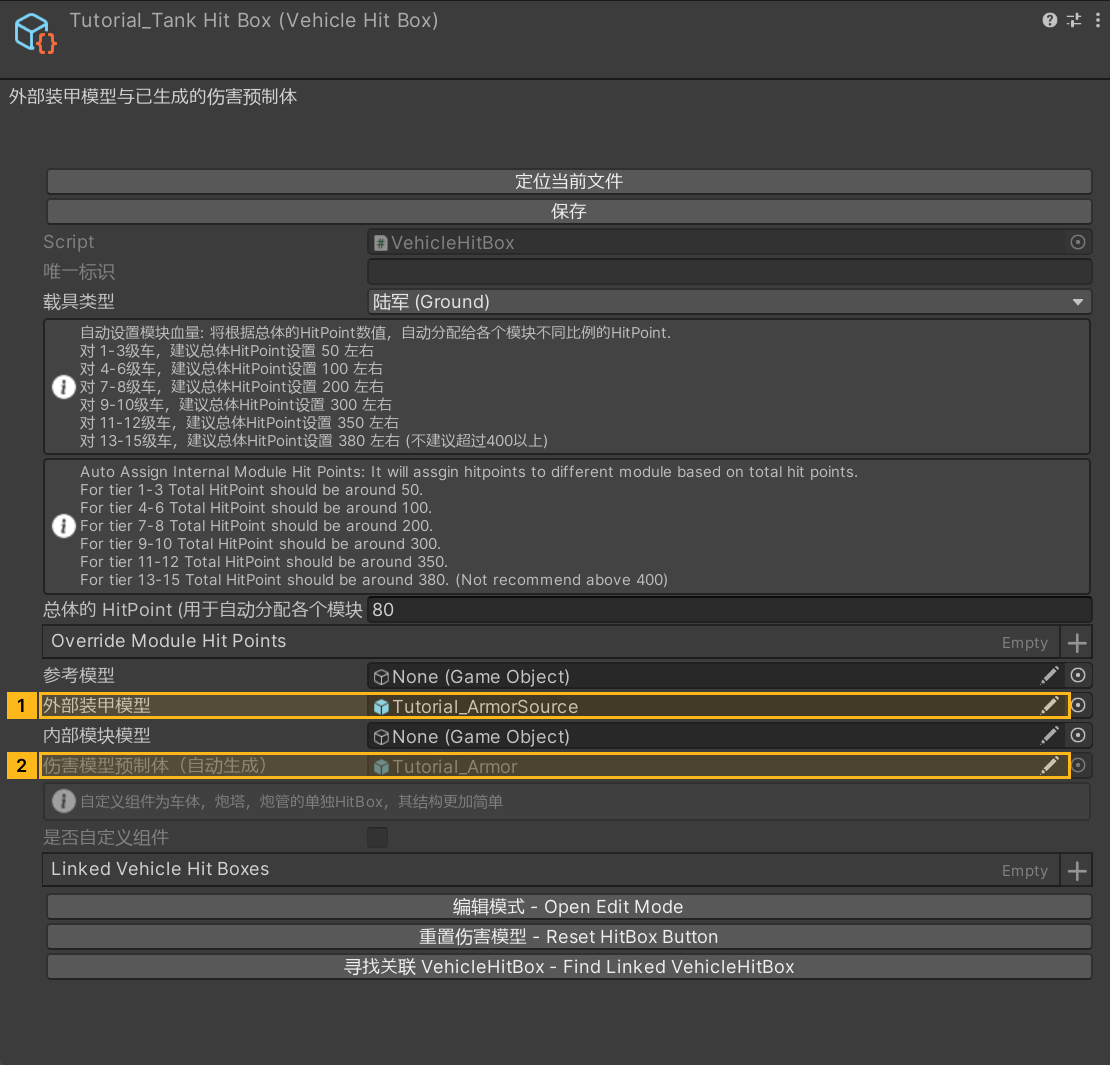 Tutorial_Tank Hit Box (Vehicle Hit Box)
外部装甲模型与已生成的伤害预制体
定位当前文件
保存
Script
VehicleHitBox
唯一标识
载具类型
陆军 (Ground)
自动设置模块血量: 将根据总体的HitPoint数值，自动分配给各个模块不同比例的HitPoint.
对 1-3级车，建议总体HitPoint设置 50 左右
对 4-6级车，建议总体HitPoint设置 100 左右
对 7-8级车，建议总体HitPoint设置 200 左右
对 9-10级车，建议总体HitPoint设置 300 左右
对 11-12级车，建议总体HitPoint设置 350 左右
对 13-15级车，建议总体HitPoint设置 380 左右 (不建议超过400以上)
Auto Assign Internal Module Hit Points: It will assgin hitpoints to different module based on total hit points.
For tier 1-3 Total HitPoint should be around 50.
For tier 4-6 Total HitPoint should be around 100.
For tier 7-8 Total HitPoint should be around 200.
For tier 9-10 Total HitPoint should be around 300.
For tier 11-12 Total HitPoint should be around 350.
For tier 13-15 Total HitPoint should be around 380. (Not recommend above 400)
总体的 HitPoint (用于自动分配各个模块
80
Override Module Hit Points
Empty
参考模型
None (Game Object)
1
外部装甲模型
Tutorial_ArmorSource
内部模块模型
None (Game Object)
2
伤害模型预制体（自动生成）
Tutorial_Armor
自定义组件为车体，炮塔，炮管的单独HitBox，其结构更加简单
是否自定义组件
Linked Vehicle Hit Boxes
Empty
编辑模式 - Open Edit Mode
重置伤害模型 - Reset HitBox Button
寻找关联 VehicleHitBox - Find Linked VehicleHitBox